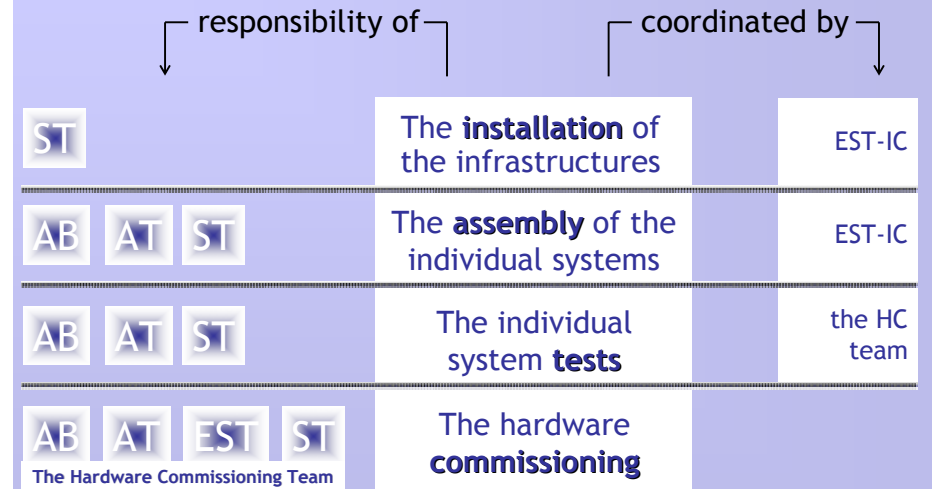 responsibility of
coordinated by
ST
The installation of
the infrastructures
EST-IC
AB AT ST
The assembly of the
individual systems
EST-IC
AB AT ST
The individual
system tests
the HC
team
AB AT EST ST
The Hardware Commissioning Team
The hardware
commissioning